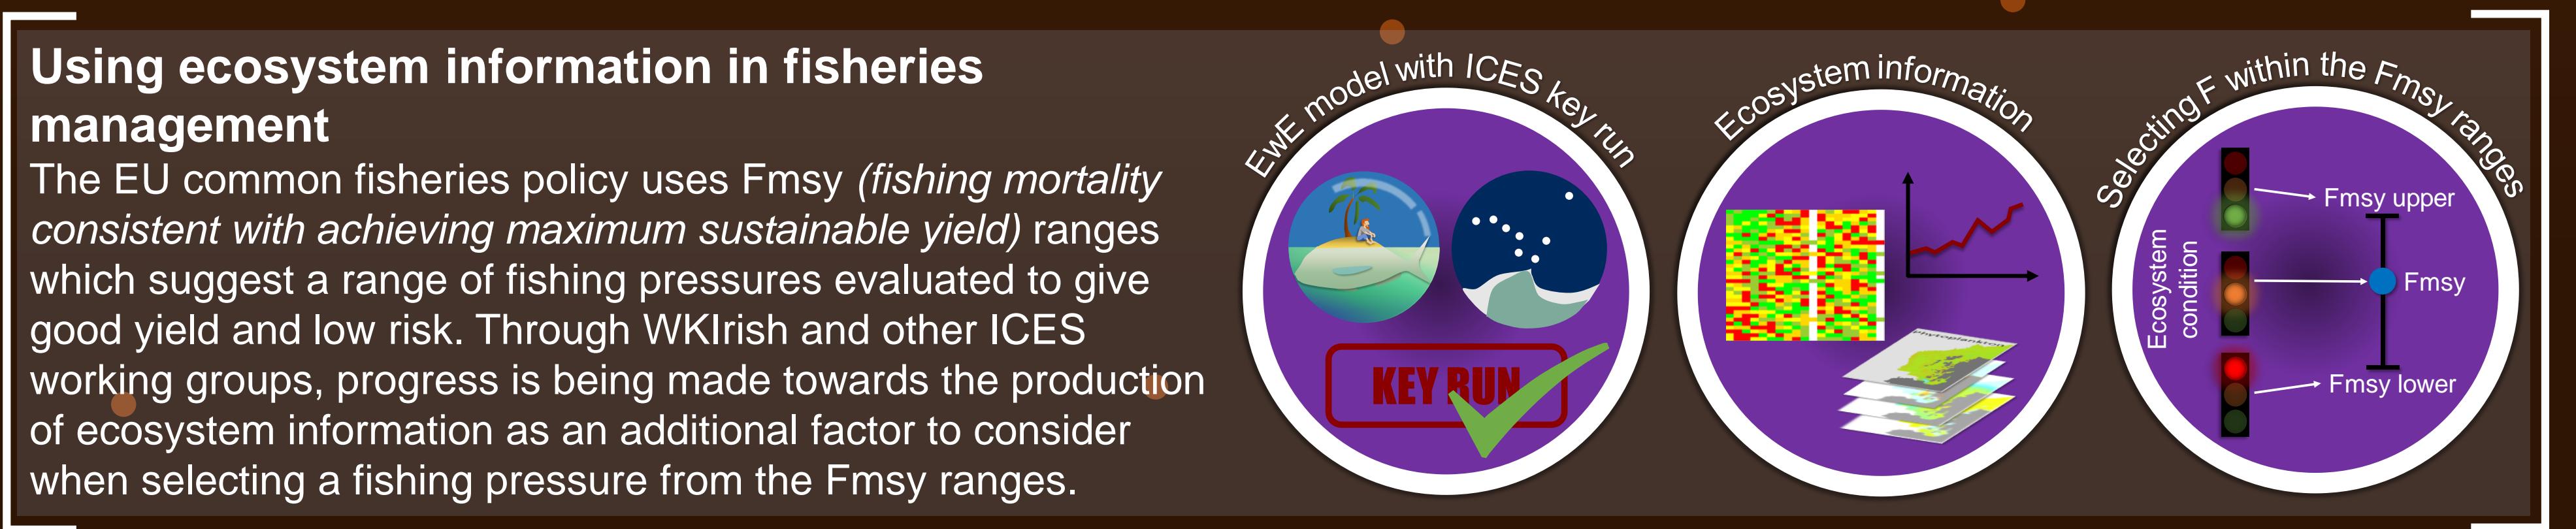 Using ecosystem information in fisheries
management
The EU common fisheries policy uses Fmsy (fishing mortality
consistent with achieving maximum sustainable yield) ranges
which suggest a range of fishing pressures evaluated to give
good yield and low risk. Through WKIrish and other ICES
working groups, progress is being made towards the production
of ecosystem information as an additional factor to consider
when selecting a fishing pressure from the Fmsy ranges.
EwE model with ICES key run
KEY RUN
Ecosystem information
Phytoplankton
Selecting F within the Fmsy ranges
Ecosystem
condition
Fmsy upper
Fmsy
Fmsy lower